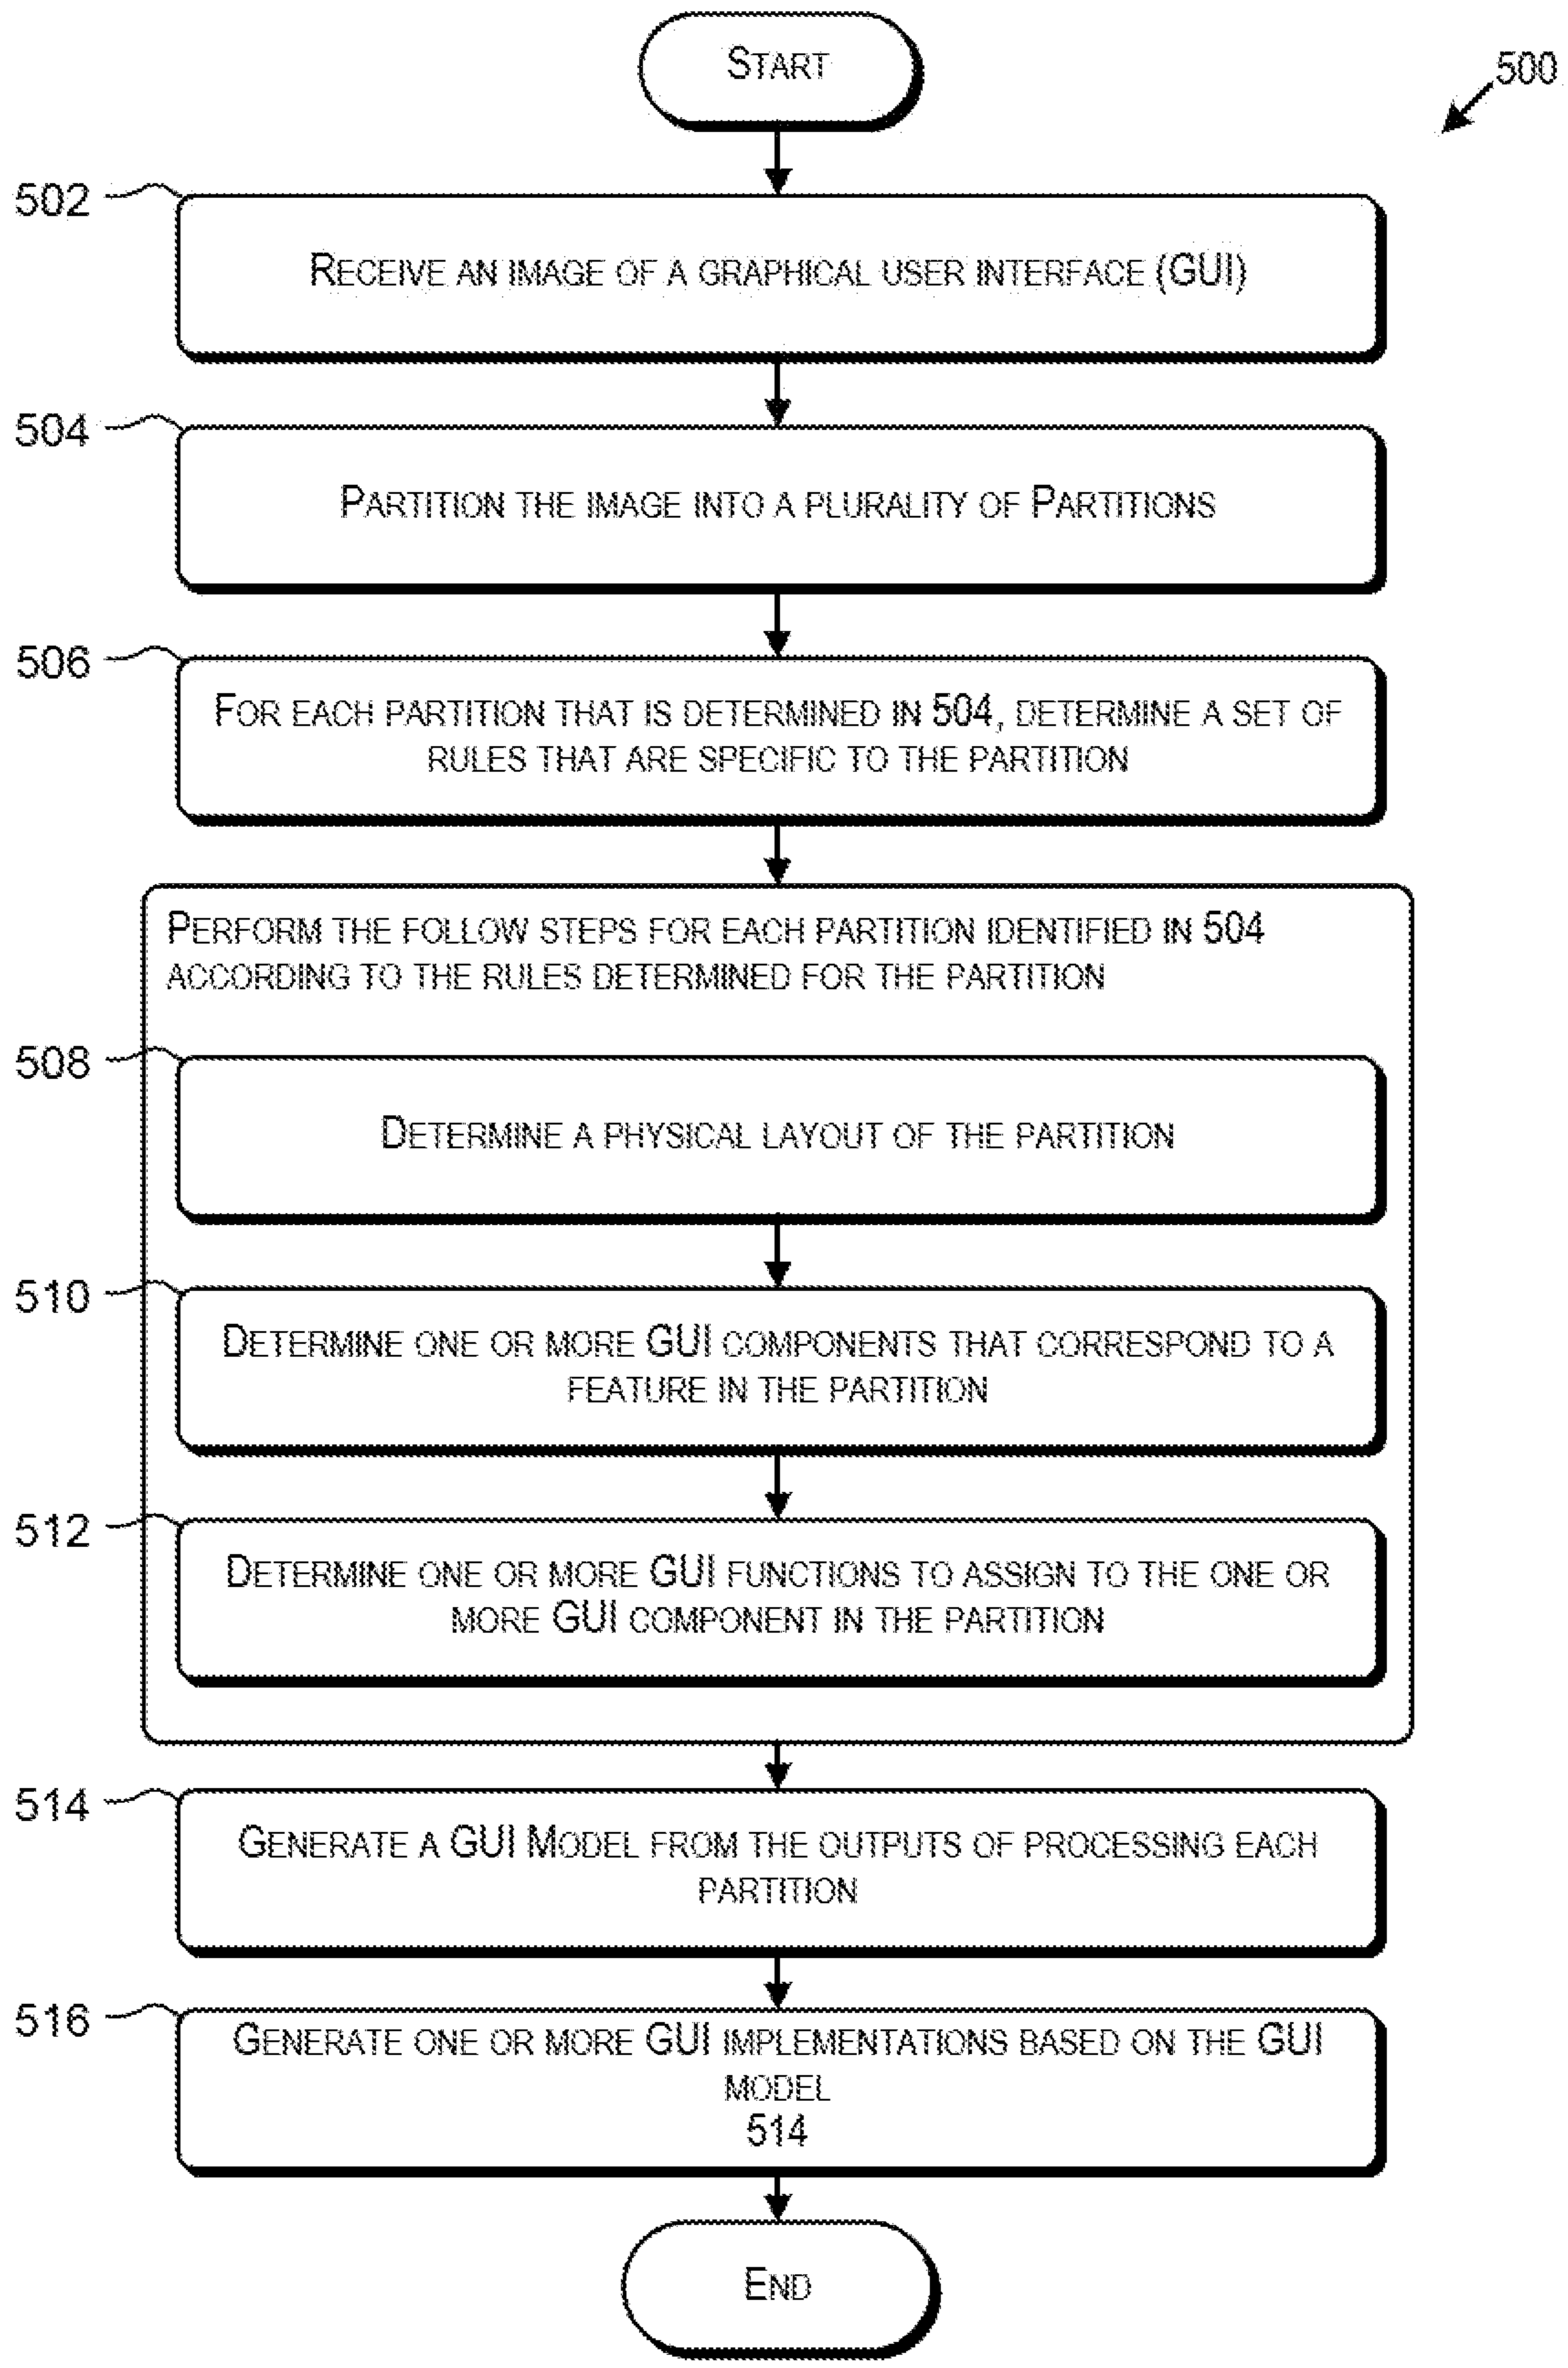 START
500
502
RECEIVE AN IMAGE OF A GRAPHICAL USER INTERFACE (GUI)
504
PARTITION THE IMAGE INTO A PLURALITY OF PARTITIONS
506
FOR EACH PARTITION THAT IS DETERMINED IN 504, DETERMINE A SET OF
RULES THAT ARE SPECIFIC TO THE PARTITION
PERFORM THE FOLLOW STEPS FOR EACH PARTITION IDENTIFIED IN 504
ACCORDING TO THE RULES DETERMINED FOR THE PARTITION
508
DETERMINE A PHYSICAL LAYOUT OF THE PARTITION
510
DETERMINE ONE OR MORE GUI COMPONENTS THAT CORRESPOND TO A
FEATURE IN THE PARTITION
512
DETERMINE ONE OR MORE GUI FUNCTIONS TO ASSIGN TO THE ONE OR
MORE GUI COMPONENT IN THE PARTITION
514
GENERATE A GUI MODEL FROM THE OUTPUTS OF PROCESSING EACH
PARTITION
516
GENERATE ONE OR MORE GUI IMPLEMENTATIONS BASED ON THE GUI
MODEL
514
END